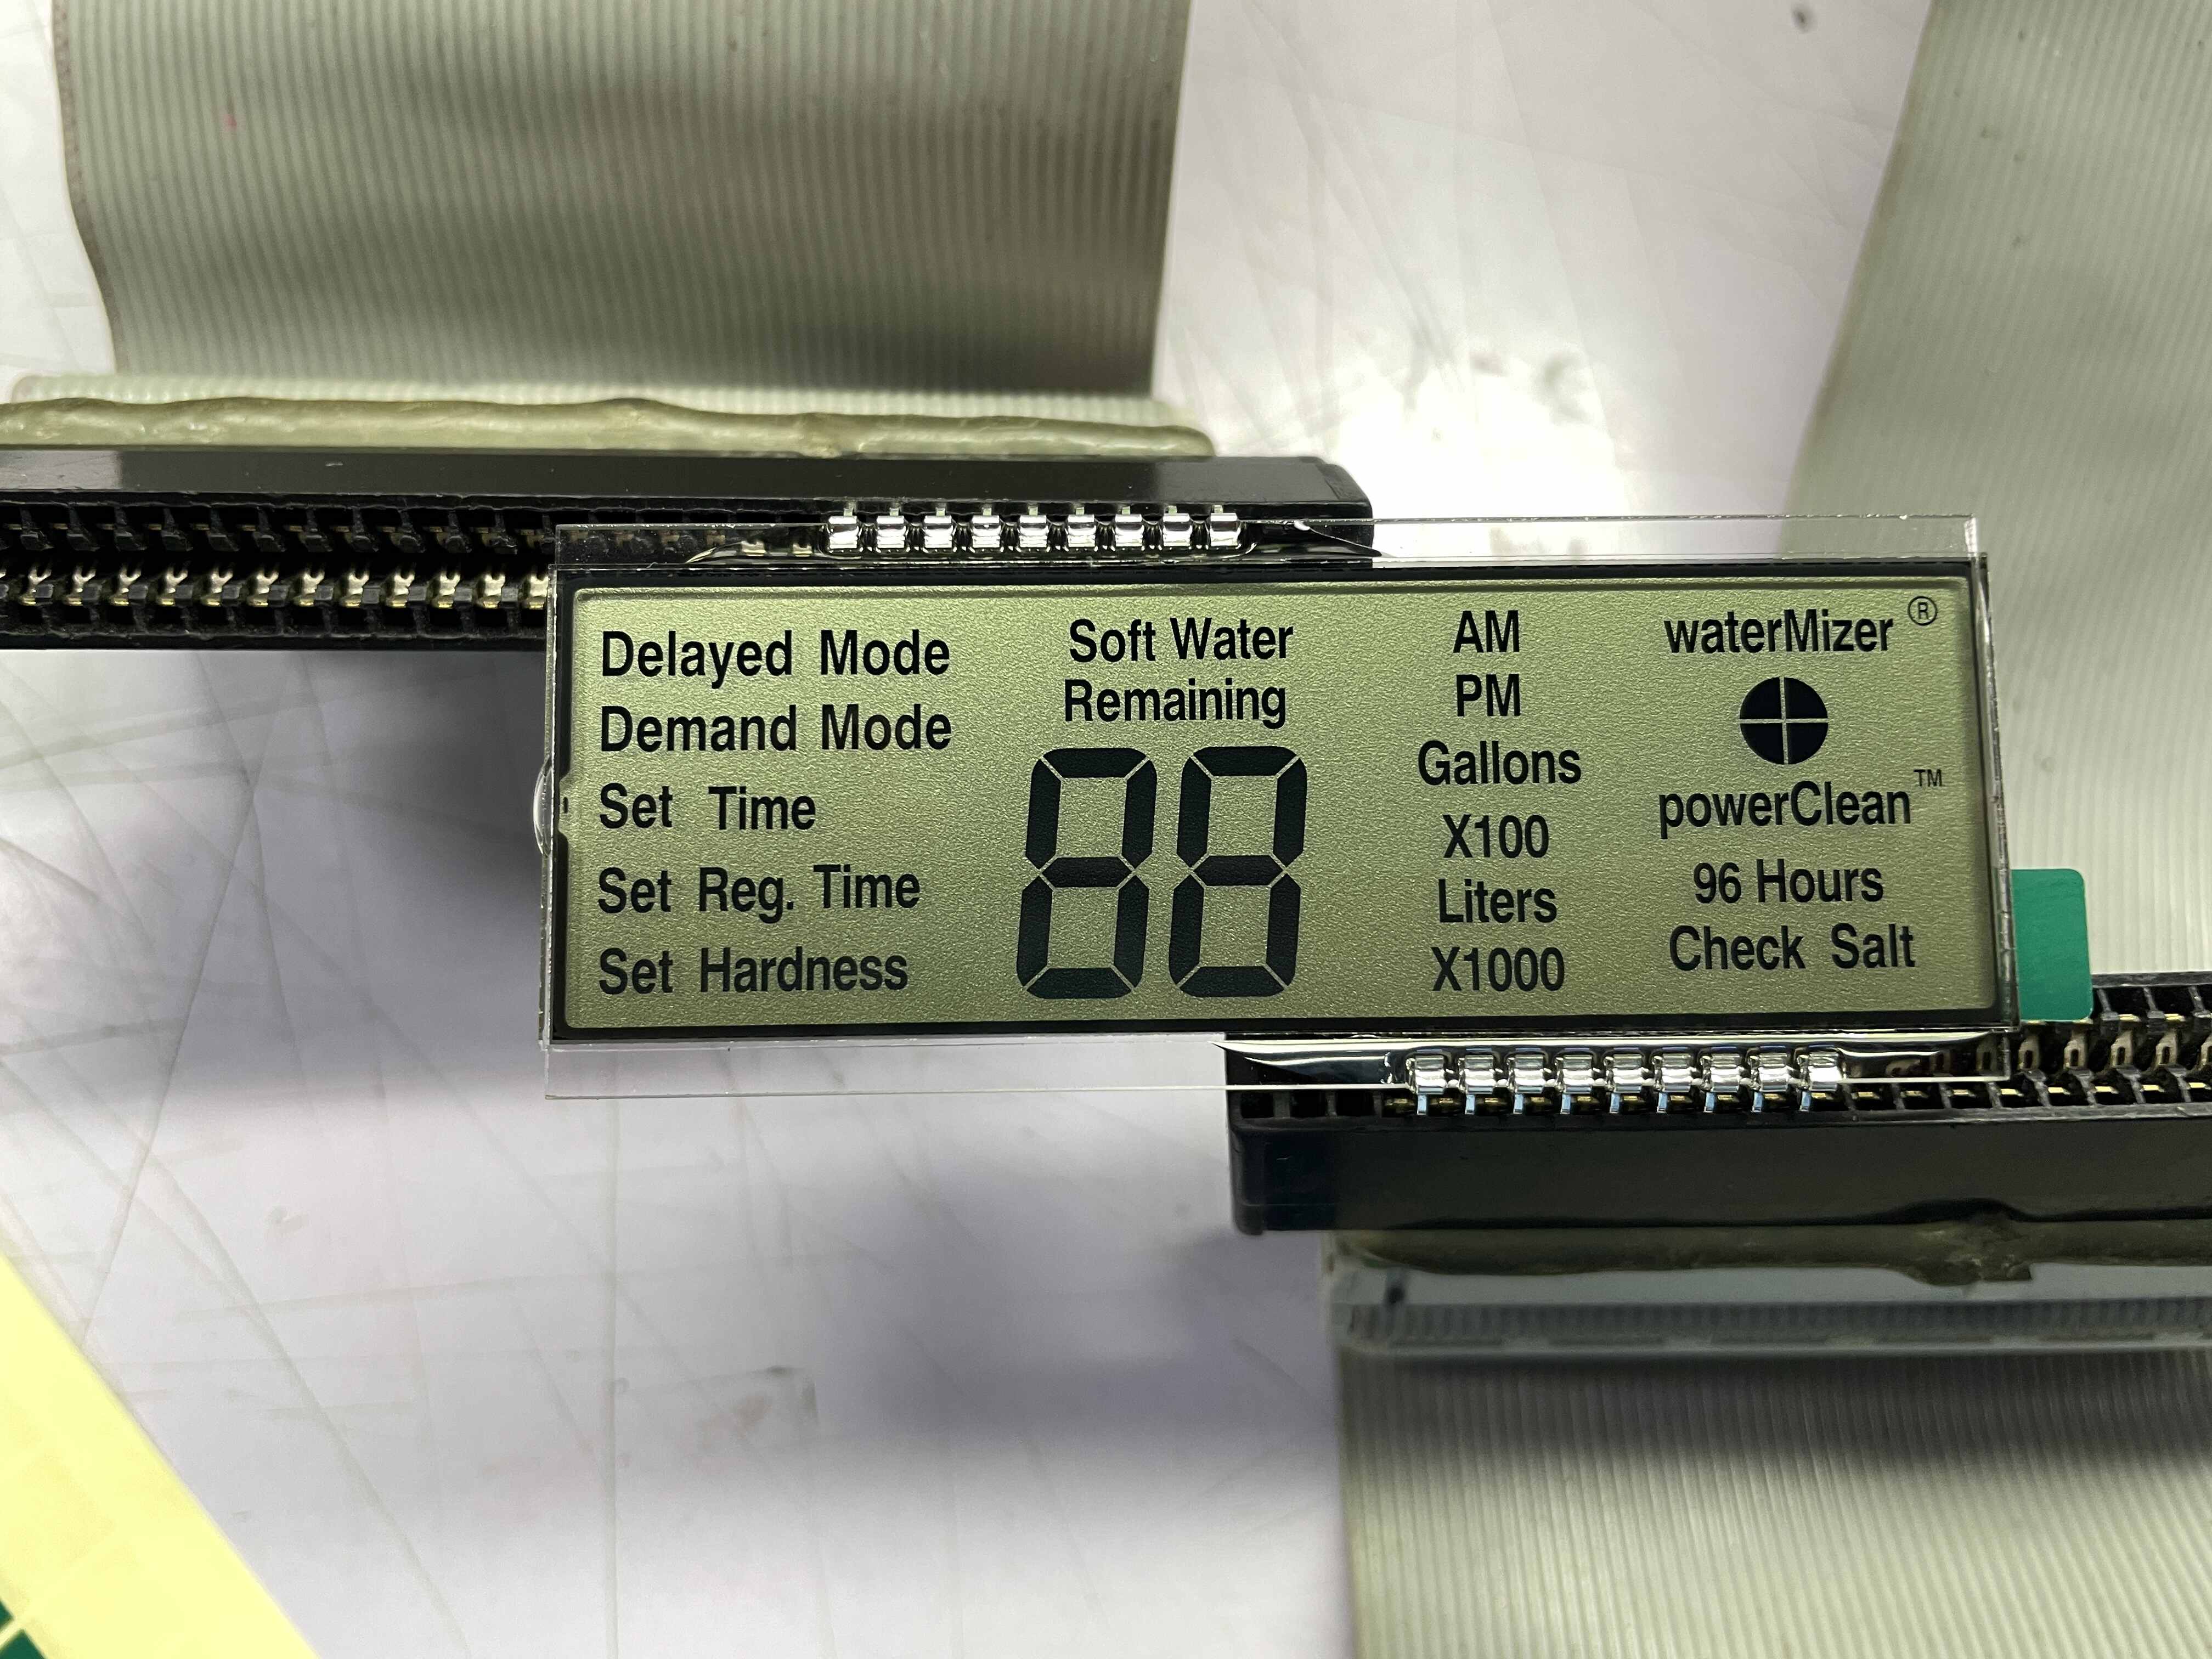 Delayed Mode
Demand Mode
Set Time
Set Reg. Time
Set Hardness
Soft Water
Remaining
88
AM
PM
Gallons
X100
Liters
X1000
waterMizer®
powerClean™
96 Hours
Check Salt